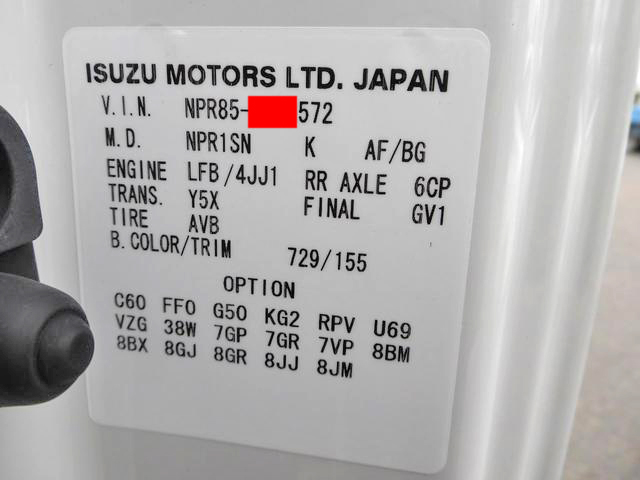 ISUZU MOTORS LTD. JAPAN
V.I.N. NPR85- 572
M.D. NPR1SN K AF/BG
ENGINE LFB/4JJ1 RR AXLE 6CP
TRANS. Y5X FINAL GV1
TIRE AVB
B.COLOR/TRIM 729/155
OPTION
C60 FF0 G50 KG2 RPV U69
VZG 38W 7GP 7GR 7VP 8BM
8BX 8GJ 8GR 8JJ 8JM